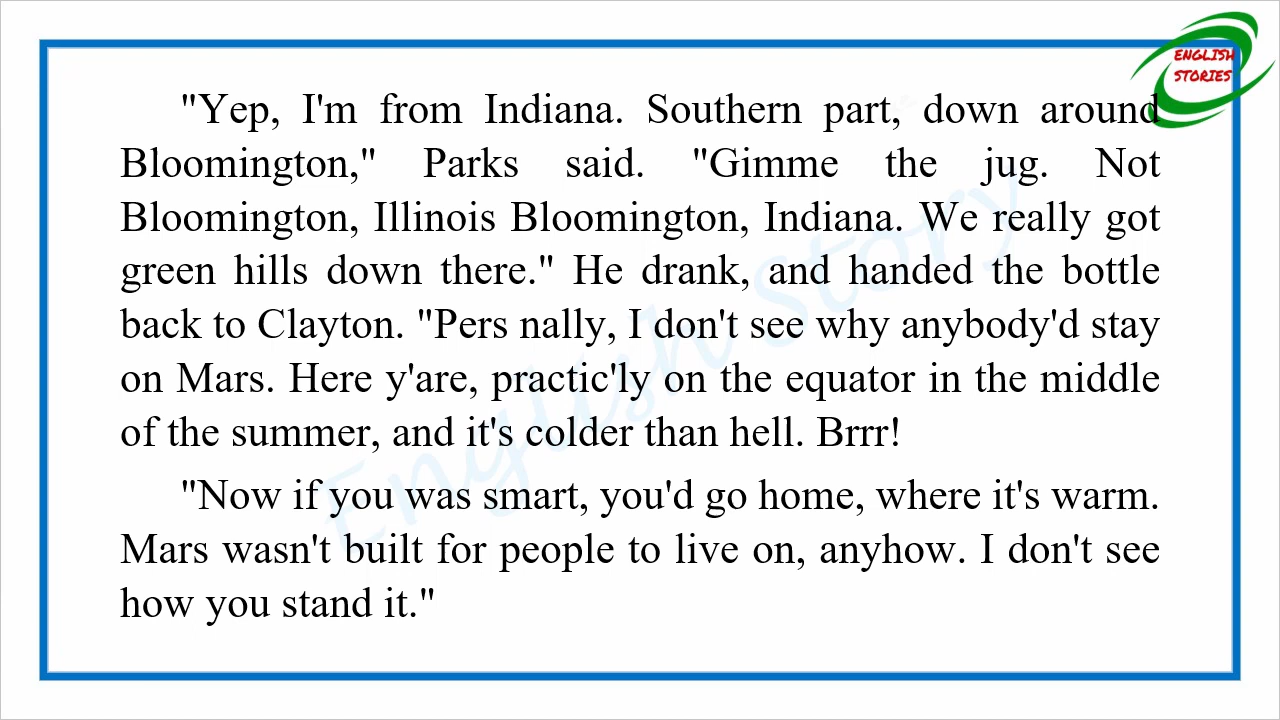 ENGLISH
STORIES
"Yep, I'm from Indiana. Southern part, down around
Bloomington," Parks said. "Gimme the jug. Not
Bloomington, Illinois Bloomington, Indiana. We really got
green hills down there." He drank, and handed the bottle
back to Clayton. "Pers nally, I don't see why anybody'd stay
on Mars. Here y'are, practic'ly on the equator in the middle
of the summer, and it's colder than hell. Brrr!
"Now if you was smart, you'd go home, where it's warm.
Mars wasn't built for people to live on, anyhow. I don't see
how you stand it."
English Story